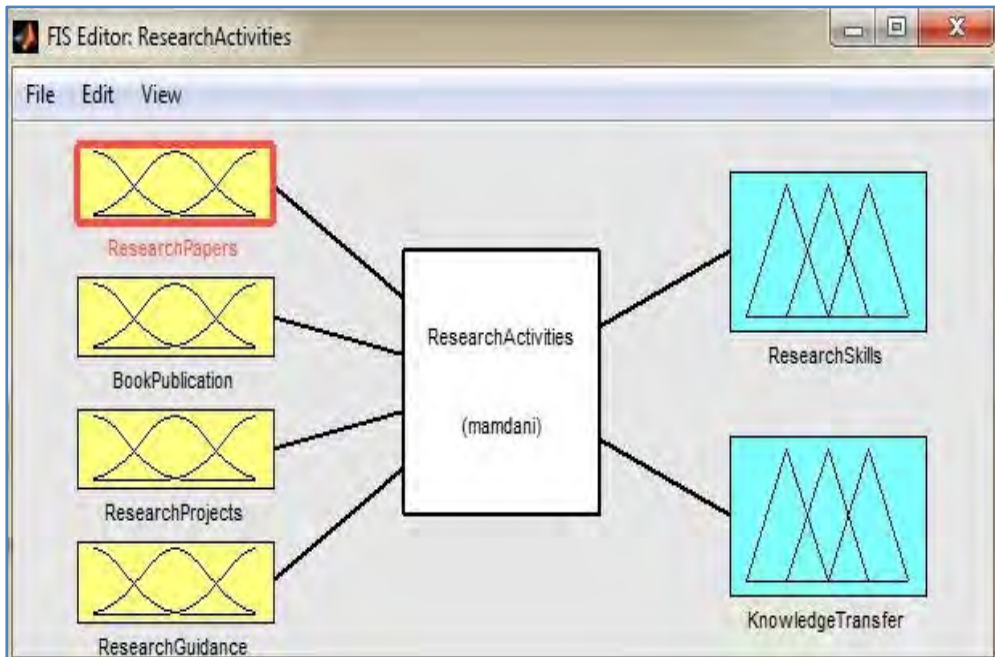 FIS Editor: ResearchActivities
File Edit View
ResearchPapers
BookPublication
ResearchProjects
ResearchGuidance
ResearchActivities
(mamdani)
ResearchSkills
KnowledgeTransfer